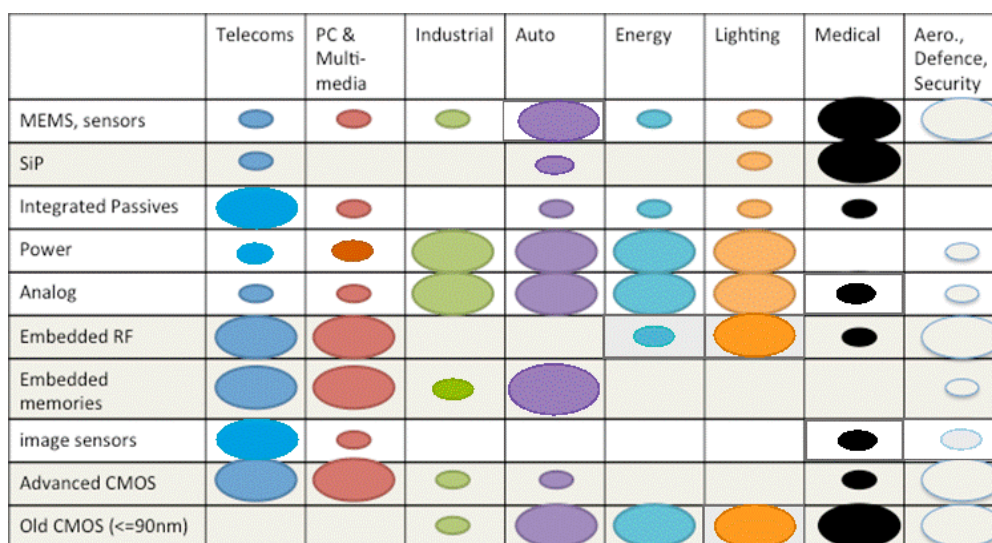 Telecoms
PC &
Multi-
media
Industrial
Auto
Energy
Lighting
Medical
Aero.,
Defence,
Security
MEMS, sensors
SiP
Integrated Passives
Power
Analog
Embedded RF
Embedded
memories
image sensors
Advanced CMOS
Old CMOS (<=90nm)